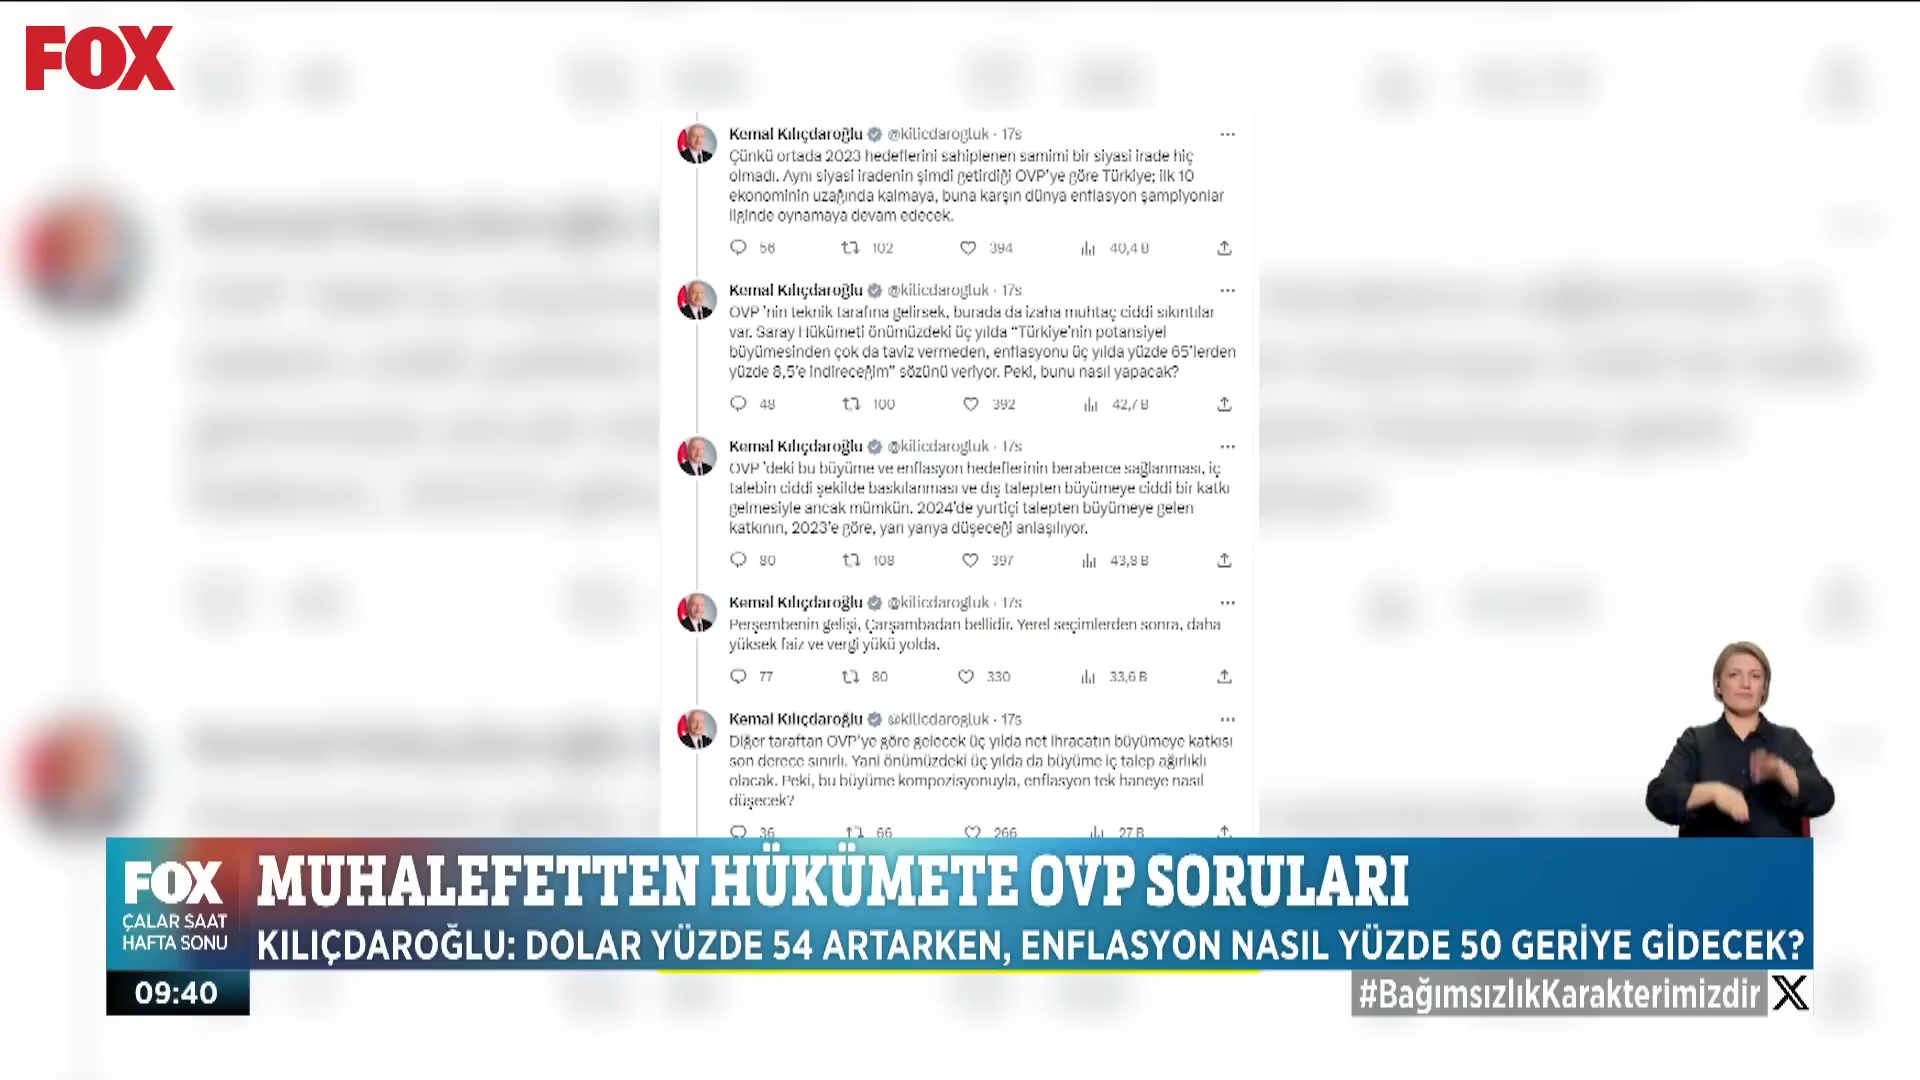 FOX
Kemal Kılıçdaroğlu @kilicdarogluk · 17s
Çünkü ortada 2023 hedeflerini sahiplenen samimi bir siyasi irade hiç
olmadı. Aynı siyasi iradenin şimdi getirdiği OVP'ye göre Türkiye; ilk 10
ekonominin uzağında kalmaya, buna karşın dünya enflasyon şampiyonlar
liginde oynamaya devam edecek.
56 102 394 40,4 B
Kemal Kılıçdaroğlu @kilicdarogluk · 17s
OVP 'nin teknik tarafına gelirsek, burada da izaha muhtaç ciddi sıkıntılar
var. Saray Hükümeti önümüzdeki üç yılda “Türkiye'nin potansiyel
büyümesinden çok da taviz vermeden, enflasyonu üç yılda yüzde 65'lerden
yüzde 8,5'e indireceğim” sözünü veriyor. Peki, bunu nasıl yapacak?
48 100 392 42,7 B
Kemal Kılıçdaroğlu @kilicdarogluk · 17s
OVP 'deki bu büyüme ve enflasyon hedeflerinin beraberce sağlanması, iç
talebin ciddi şekilde baskılanması ve dış talepten büyümeye ciddi bir katkı
gelmesiyle ancak mümkün. 2024'de yurtiçi talepten büyümeye gelen
katkının, 2023'e göre, yarı yarıya düşeceği anlaşılıyor.
80 108 397 43,8 B
Kemal Kılıçdaroğlu @kilicdarogluk · 17s
Perşembenin gelişi, Çarşambadan bellidir. Yerel seçimlerden sonra, daha
yüksek faiz ve vergi yükü yolda.
77 80 330 33,6 B
Kemal Kılıçdaroğlu @kilicdarogluk · 17s
Diğer taraftan OVP'ye göre gelecek üç yılda net ihracatın büyümeye katkısı
son derece sınırlı. Yani önümüzdeki üç yılda da büyüme iç talep ağırlıklı
olacak. Peki, bu büyüme kompozisyonuyla, enflasyon tek haneye nasıl
düşecek?
36 66 266 27 B
FOX
ÇALAR SAAT
HAFTA SONU
MUHALEFETTEN HÜKÜMETE OVP SORULARI
KILIÇDAROĞLU: DOLAR YÜZDE 54 ARTARKEN, ENFLASYON NASIL YÜZDE 50 GERİYE GİDECEK?
09:40
#BağımsızlıkKarakterimizdir X